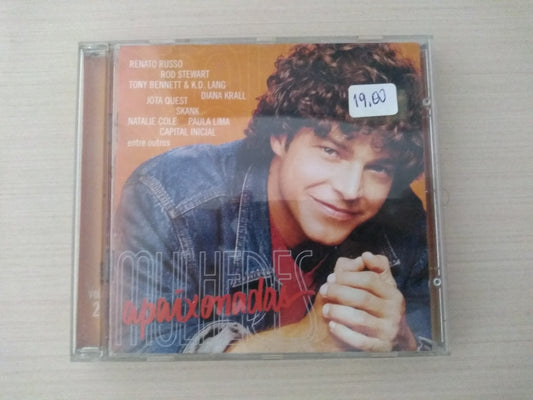 RENATO RUSSO
ROD STEWART
TONY BENNETT & K.D. LANG
DIANA KRALL
JOTA QUEST
SKANK
NATALIE COLE PAULA LIMA
CAPITAL INICIAL
entre outros
19,00
MULHERES
apaixonadas
MULHERES
2